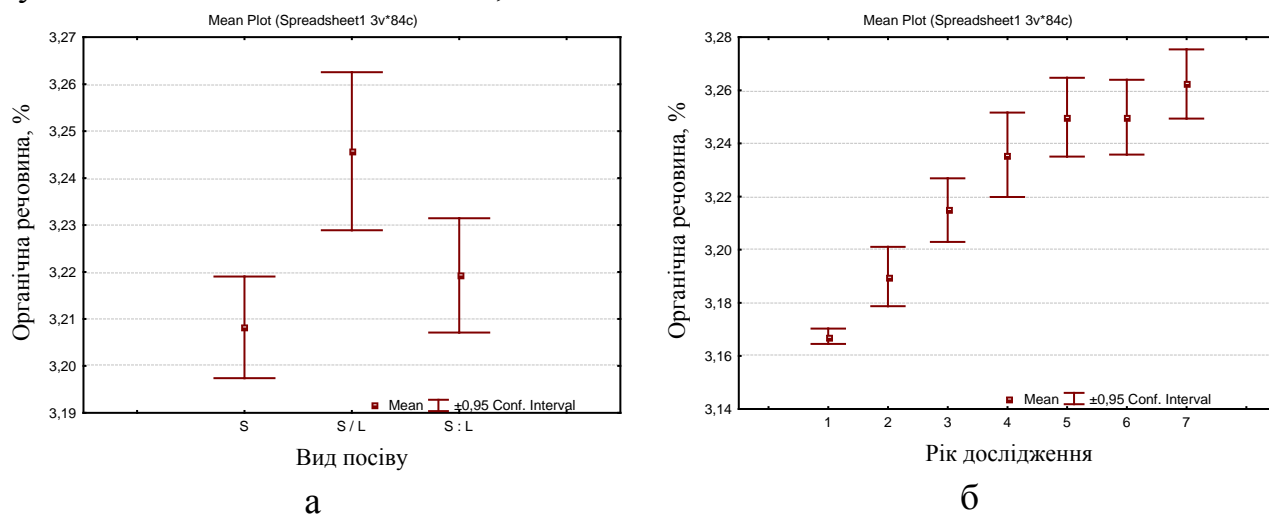 Mean Plot (Spreadsheet1 3v*84c)
3,27
3,26
3,25
3,24
3,23
3,22
3,21
3,20
3,19
Органічна речовина, %
S
S / L
S : L
Mean
±0,95 Conf. Interval
Вид посіву
а
Mean Plot (Spreadsheet1 3v*84c)
3,28
3,26
3,24
3,22
3,20
3,18
3,16
3,14
Органічна речовина, %
1
2
3
4
5
6
7
Mean
±0,95 Conf. Interval
Рік дослідження
б